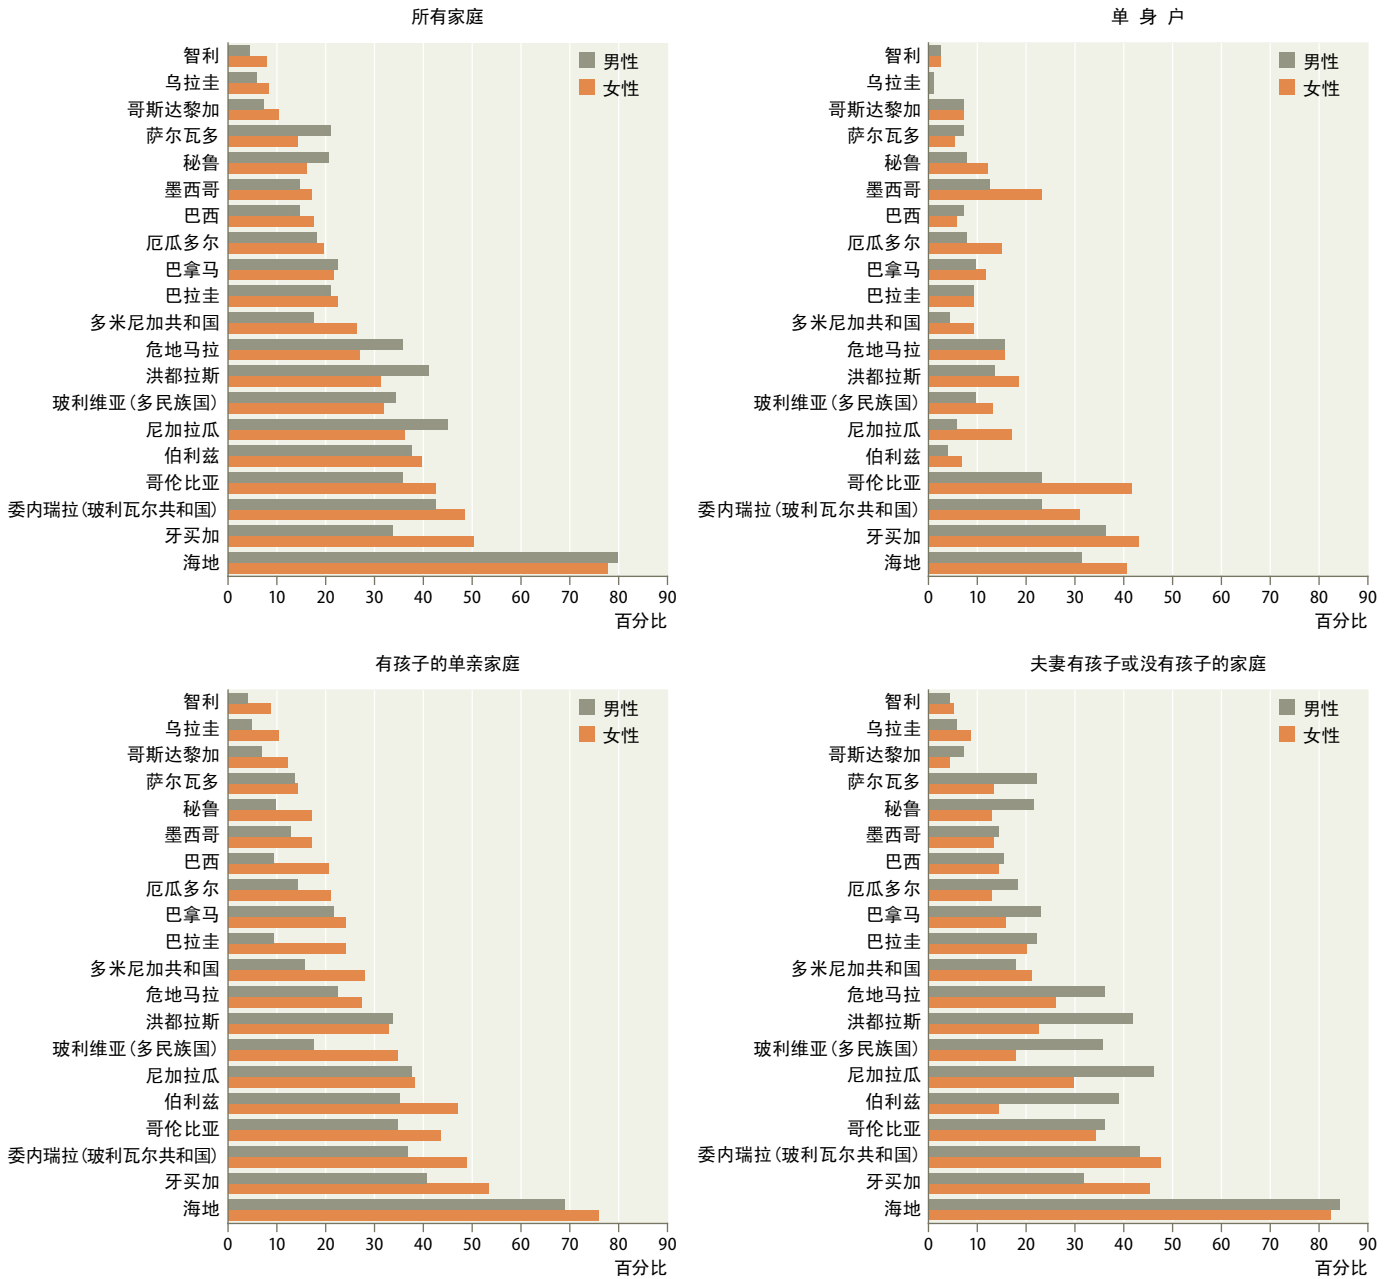 所有家庭
男性
女性
智利
乌拉圭
哥斯达黎加
萨尔瓦多
秘鲁
墨西哥
巴西
厄瓜多尔
巴拿马
巴拉圭
多米尼加共和国
危地马拉
洪都拉斯
玻利维亚(多民族国)
尼加拉瓜
伯利兹
哥伦比亚
委内瑞拉(玻利瓦尔共和国)
牙买加
海地
0 10 20 30 40 50 60 70 80 90
百分比
单 身 户
男性
女性
智利
乌拉圭
哥斯达黎加
萨尔瓦多
秘鲁
墨西哥
巴西
厄瓜多尔
巴拿马
巴拉圭
多米尼加共和国
危地马拉
洪都拉斯
玻利维亚(多民族国)
尼加拉瓜
伯利兹
哥伦比亚
委内瑞拉(玻利瓦尔共和国)
牙买加
海地
0 10 20 30 40 50 60 70 80 90
百分比
有孩子的单亲家庭
男性
女性
智利
乌拉圭
哥斯达黎加
萨尔瓦多
秘鲁
墨西哥
巴西
厄瓜多尔
巴拿马
巴拉圭
多米尼加共和国
危地马拉
洪都拉斯
玻利维亚(多民族国)
尼加拉瓜
伯利兹
哥伦比亚
委内瑞拉(玻利瓦尔共和国)
牙买加
海地
0 10 20 30 40 50 60 70 80 90
百分比
夫妻有孩子或没有孩子的家庭
男性
女性
智利
乌拉圭
哥斯达黎加
萨尔瓦多
秘鲁
墨西哥
巴西
厄瓜多尔
巴拿马
巴拉圭
多米尼加共和国
危地马拉
洪都拉斯
玻利维亚(多民族国)
尼加拉瓜
伯利兹
哥伦比亚
委内瑞拉(玻利瓦尔共和国)
牙买加
海地
0 10 20 30 40 50 60 70 80 90
百分比